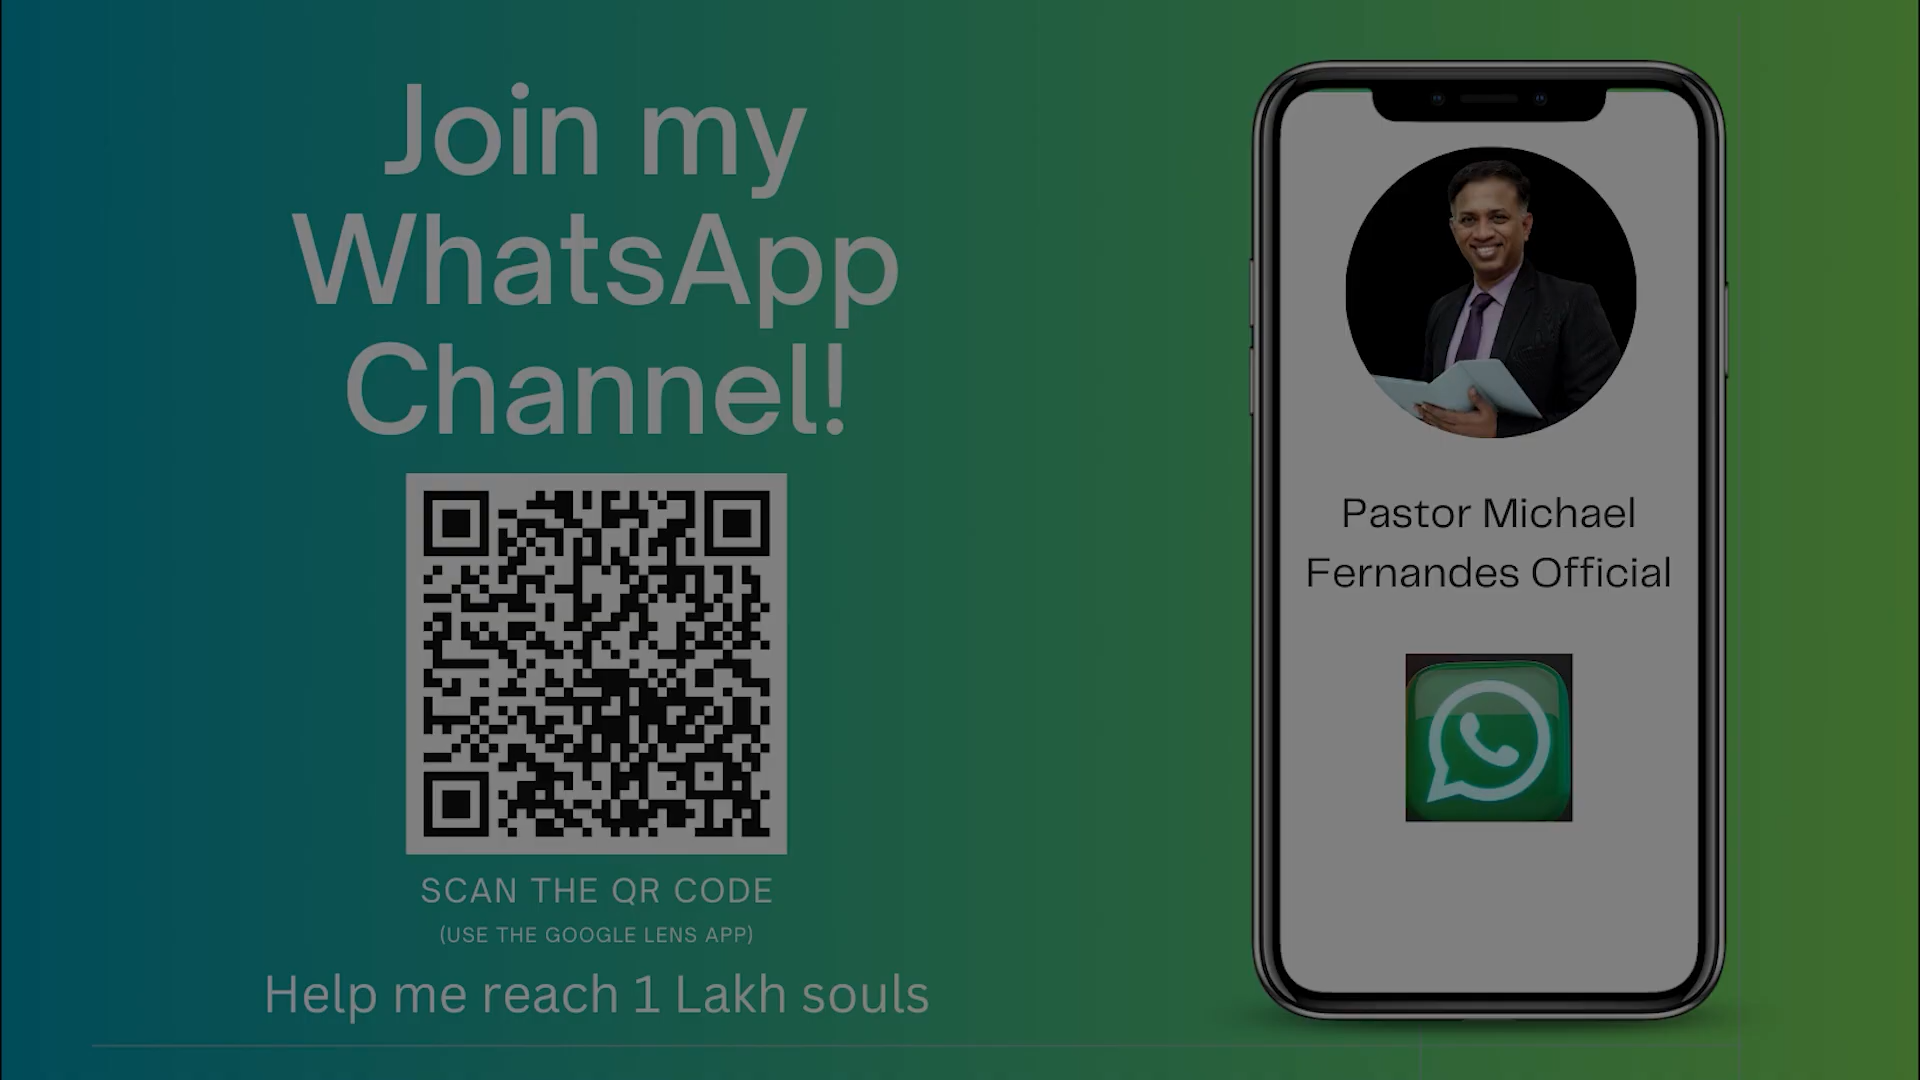 Join my
WhatsApp
Channel!
SCAN THE QR CODE
(USE THE GOOGLE LENS APP)
Help me reach 1 Lakh souls
Pastor Michael
Fernandes Official